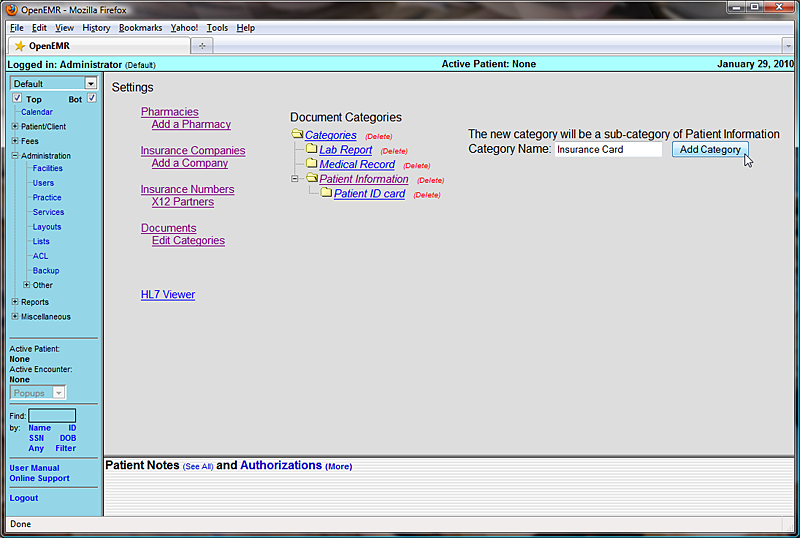 OpenEMR - Mozilla Firefox
File Edit View History Bookmarks Yahoo! Tools Help
OpenEMR
Logged in: Administrator (Default) Active Patient: None January 29, 2010
Default
Top Bot
Calendar
Patient/Client
Fees
Administration
Facilities
Users
Practice
Services
Layouts
Lists
ACL
Backup
Other
Reports
Miscellaneous
Active Patient:
None
Active Encounter:
None
Popups
Find:
by: Name ID
SSN DOB
Any Filter
User Manual
Online Support
Logout
Settings
Pharmacies
Add a Pharmacy
Insurance Companies
Add a Company
Insurance Numbers
X12 Partners
Documents
Edit Categories
HL7 Viewer
Document Categories
Categories (Delete)
Lab Report (Delete)
Medical Record (Delete)
Patient Information (Delete)
Patient ID card (Delete)
The new category will be a sub-category of Patient Information
Category Name: Insurance Card Add Category
Patient Notes (See All) and Authorizations (More)
Done